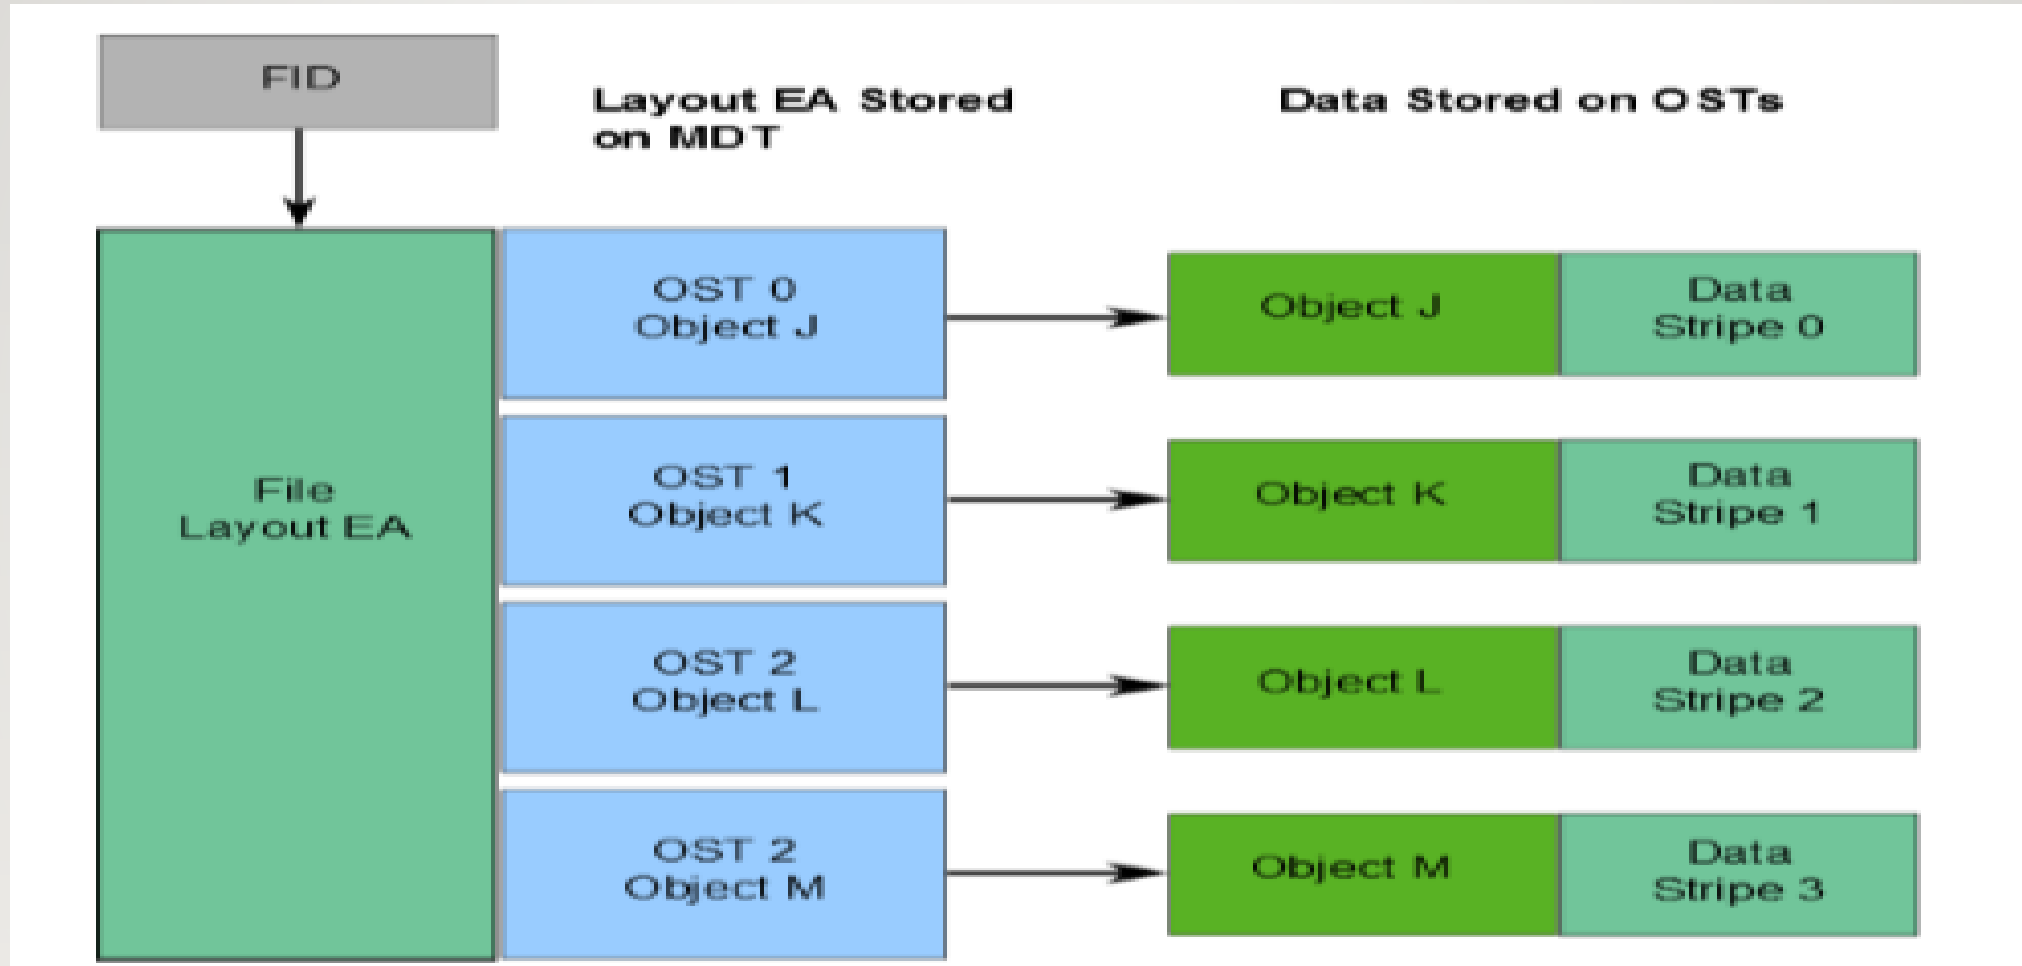 FID
Layout EA Stored
on MDT
Data Stored on OSTs
File
Layout EA
OST 0
Object J
Object J
Data
Stripe 0
OST 1
Object K
Object K
Data
Stripe 1
OST 2
Object L
Object L
Data
Stripe 2
OST 2
Object M
Object M
Data
Stripe 3